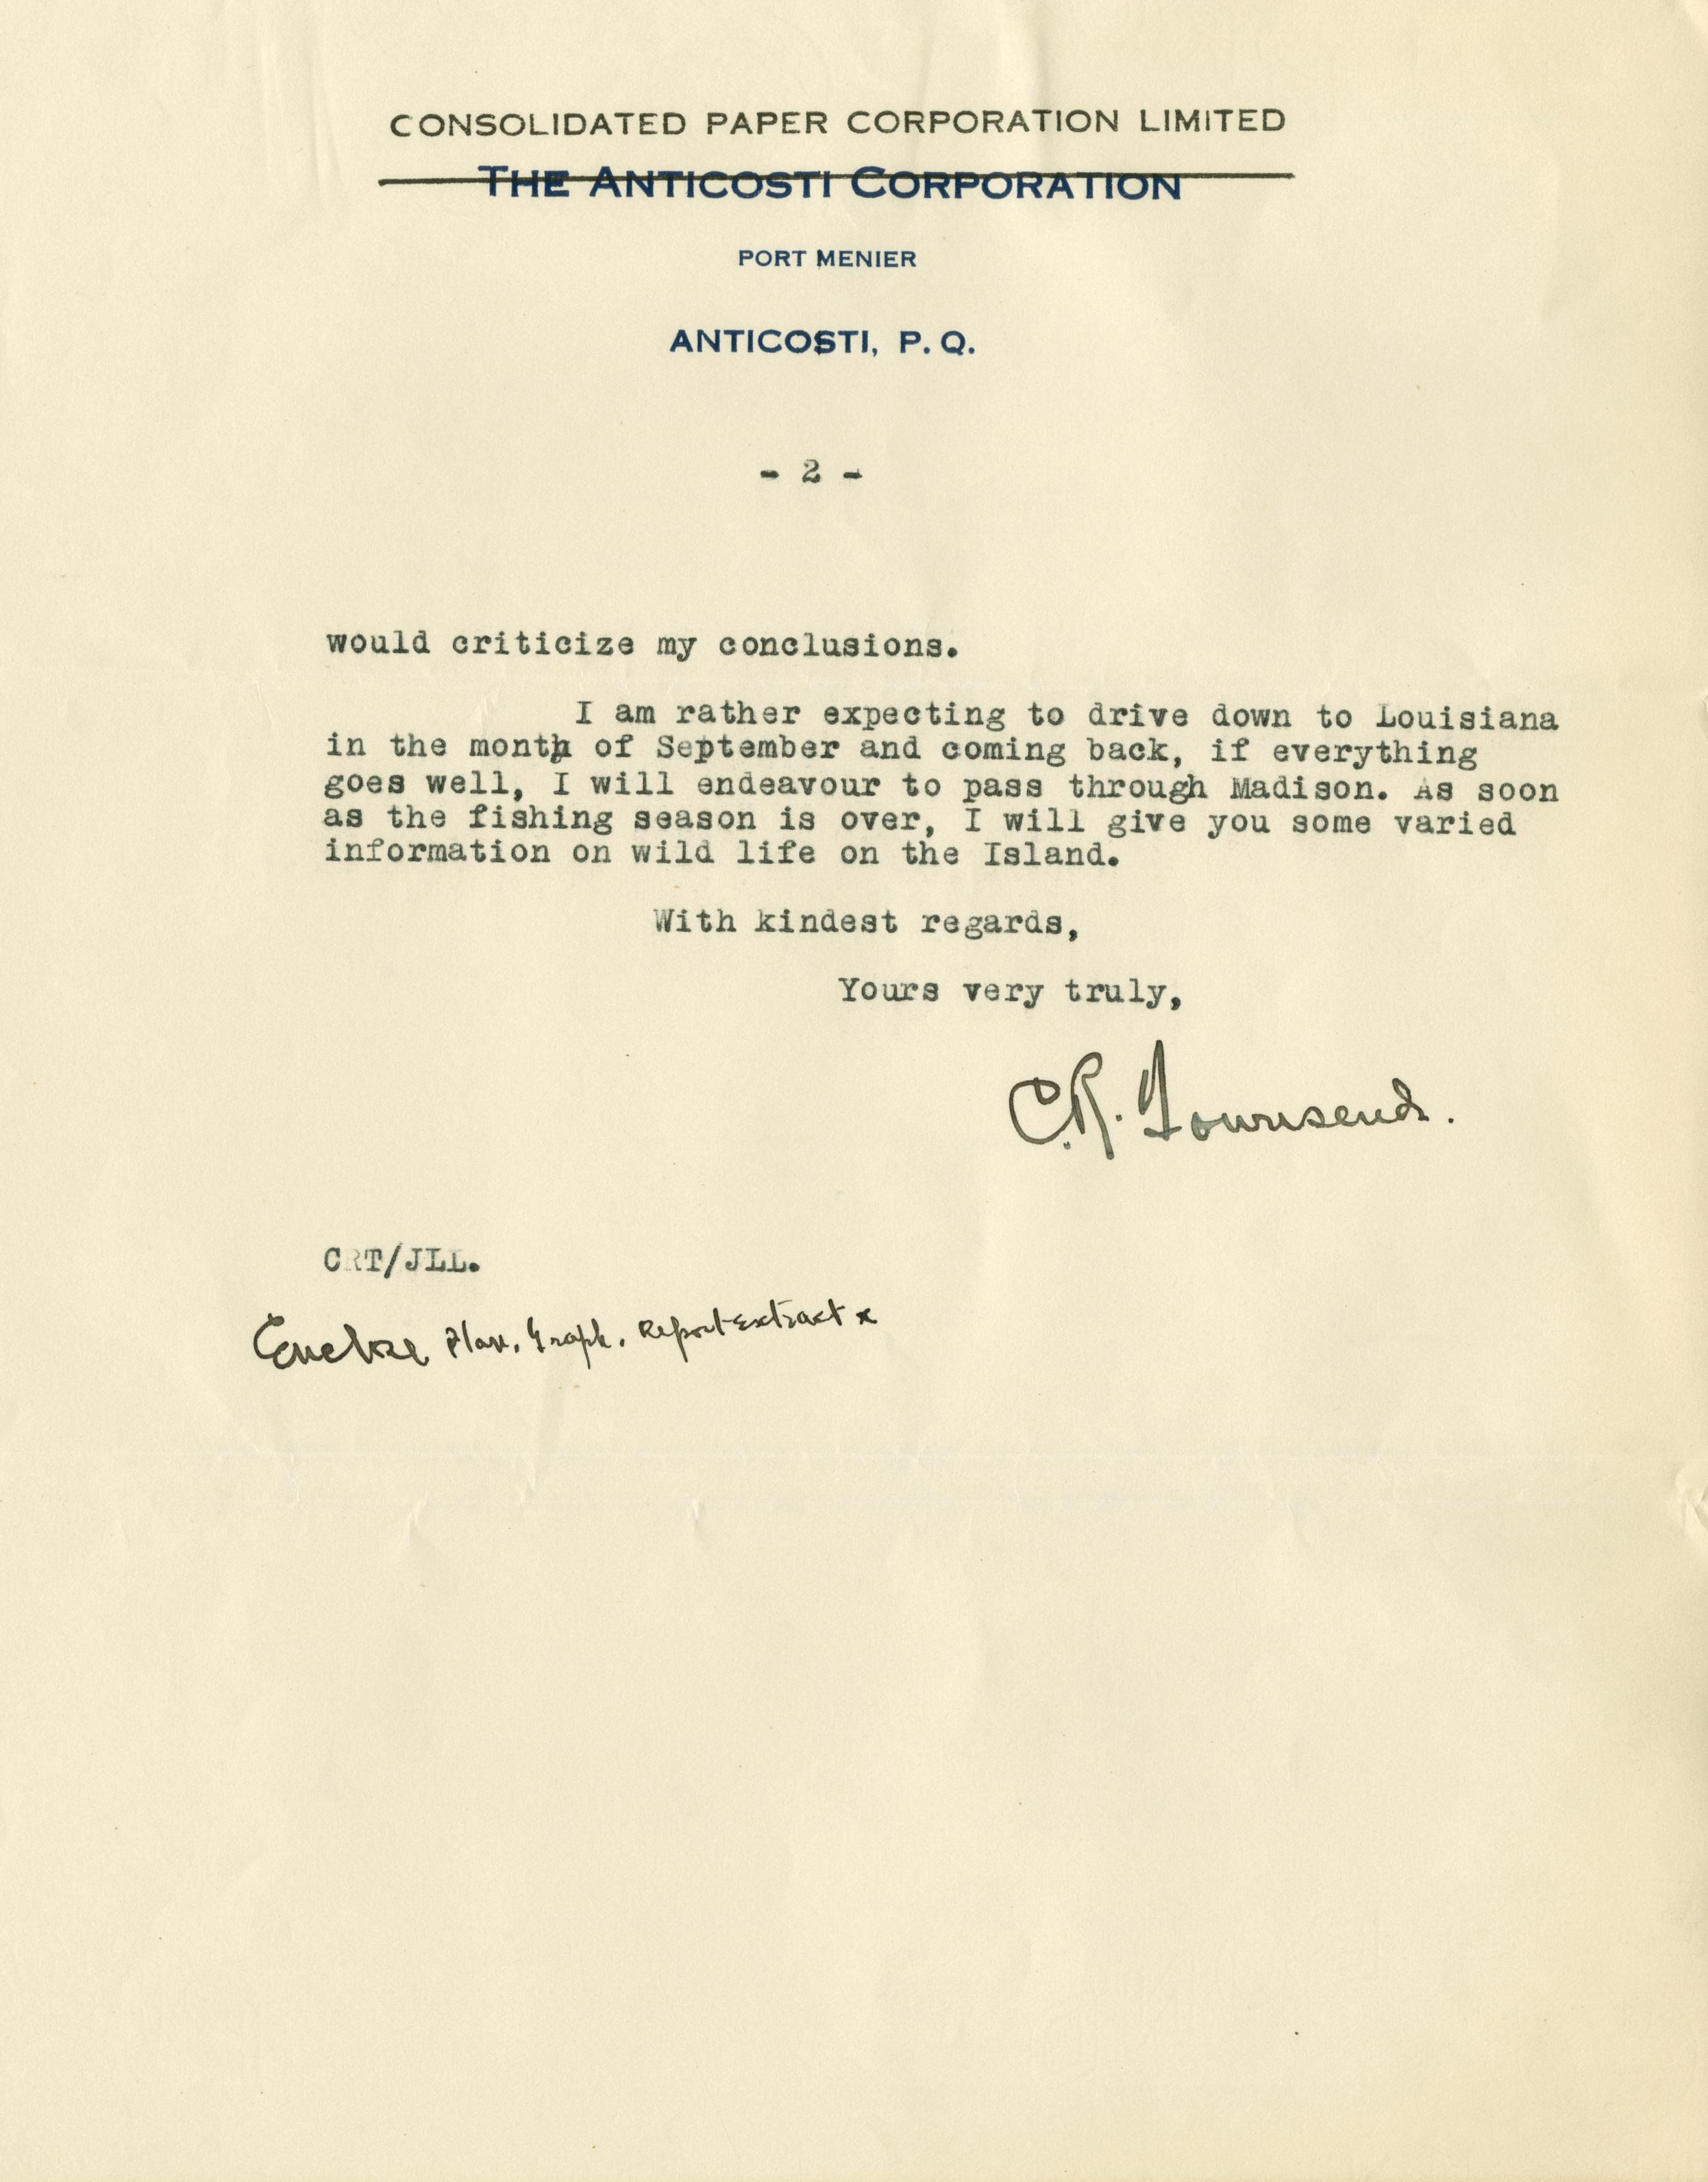 CONSOLIDATED PAPER CORPORATION LIMITED
THE ANTICOSTI CORPORATION
PORT MENIER
ANTICOSTI, P. Q.
- 2 -
would criticize my conclusions.
I am rather expecting to drive down to Louisiana
in the month of September and coming back, if everything
goes well, I will endeavour to pass through Madison. As soon
as the fishing season is over, I will give you some varied
information on wild life on the Island.
With kindest regards,
Yours very truly,
C.R. Townsend.
CRT/JLL.
Enclose Plan, Graph, Report Extract x